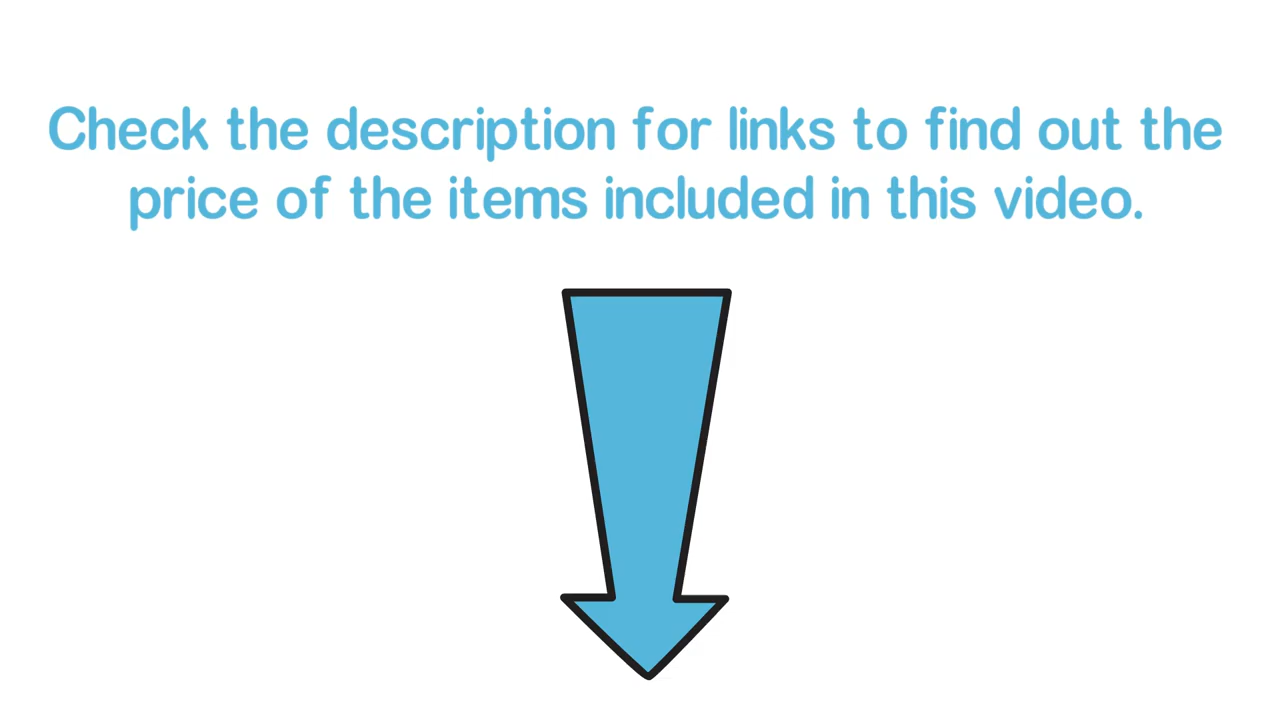 Check the description for links to find out the
price of the items included in this video.